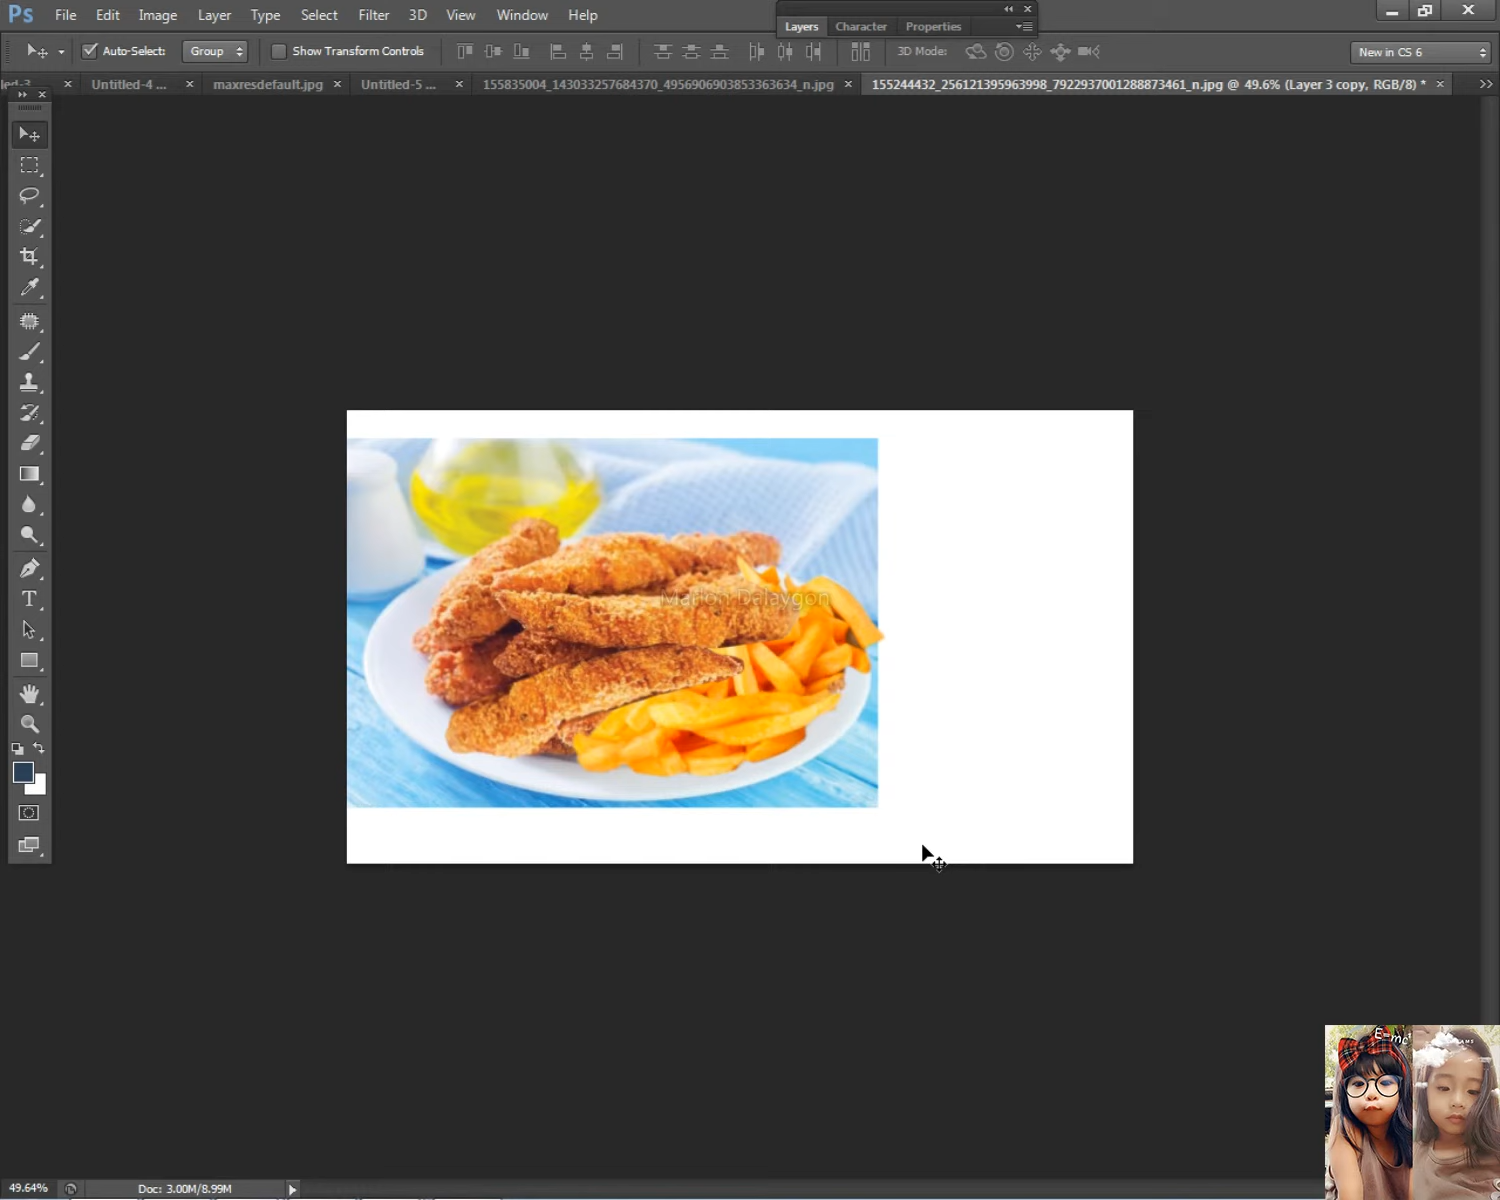 Ps File Edit Image Layer Type Select Filter 3D View Window Help
Layers Character Properties
Auto-Select: Group Show Transform Controls 3D Mode: New in CS 6
Untitled-4 ... maxresdefault.jpg Untitled-5 ... 155835004_143033257684370_4956906903853363634_n.jpg 155244432_256121395963998_7922937001288873461_n.jpg @ 49.6% (Layer 3 copy, RGB/8) *
T
Marlon Dalaygon
E=mc²
49.64% Doc: 3.00M/8.99M